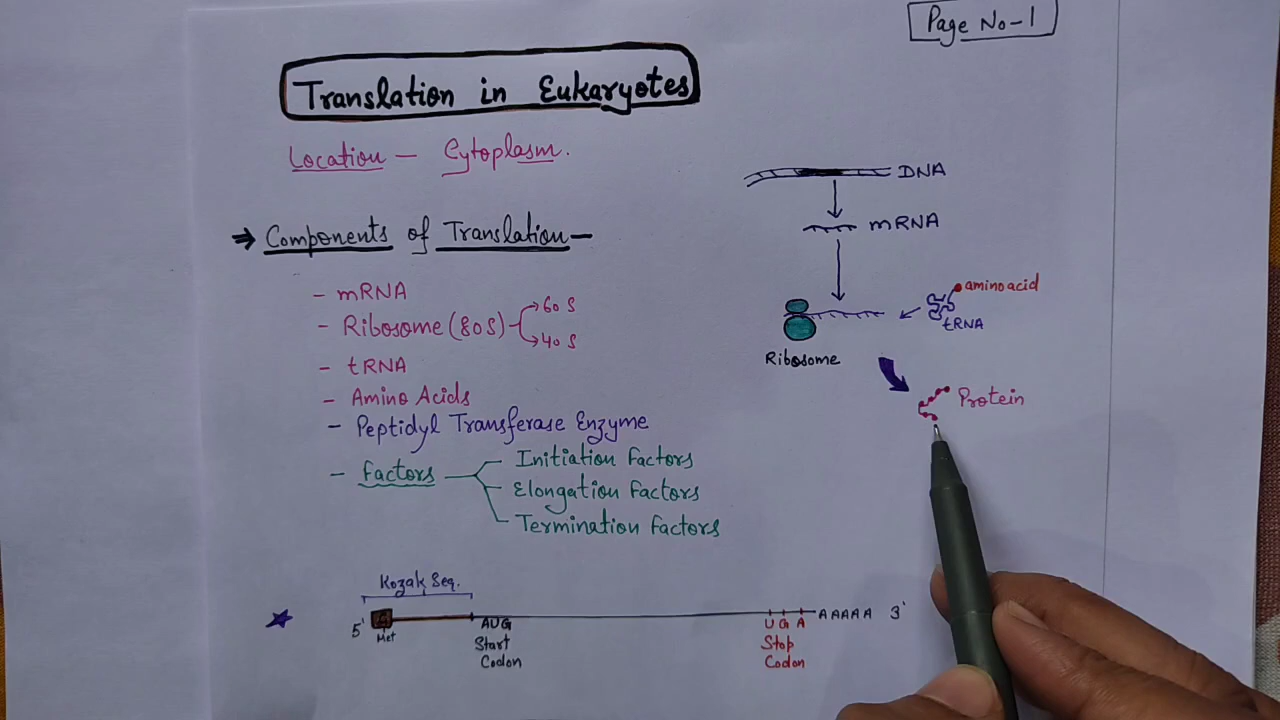 Page No-1
Translation in Eukaryotes
Location - Cytoplasm.
⇒ Components of Translation -
- mRNA
- Ribosome (80S)
60 S
40 S
- tRNA
- Amino Acids
- Peptidyl Transferase Enzyme
- Factors
Initiation Factors
Elongation Factors
Termination Factors
DNA
mRNA
amino acid
tRNA
Ribosome
Protein
Kozak Seq.
5' Met AUG UGA AAAAA 3'
Start Stop
Codon Codon